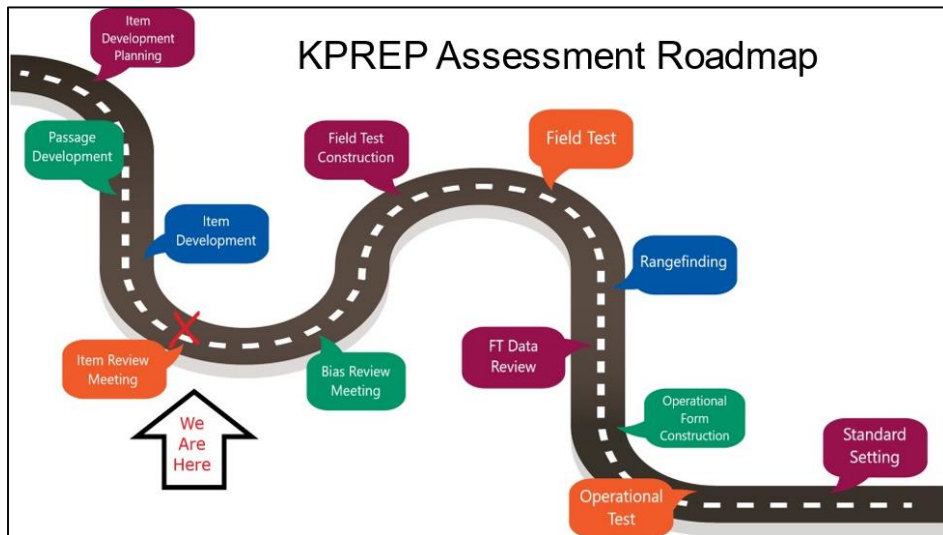 KPREP Assessment Roadmap
Item
Development
Planning
Passage
Development
Item
Development
Item Review
Meeting
We
Are
Here
Bias Review
Meeting
Field Test
Construction
Field Test
Rangefinding
FT Data
Review
Operational
Form
Construction
Operational
Test
Standard
Setting